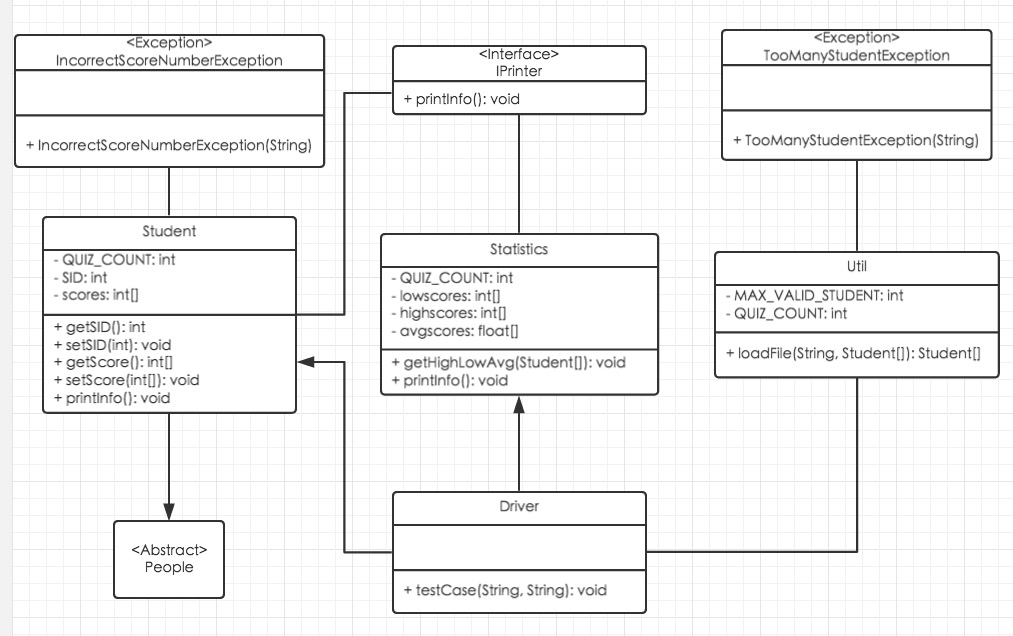 <Exception>
IncorrectScoreNumberException
+ IncorrectScoreNumberException(String)
<Interface>
IPrinter
+ printInfo(): void
<Exception>
TooManyStudentException
+ TooManyStudentException(String)
Student
- QUIZ_COUNT: int
- SID: int
- scores: int[]
+ getSID(): int
+ setSID(int): void
+ getScore(): int[]
+ setScore(int[]): void
+ printInfo(): void
Statistics
- QUIZ_COUNT: int
- lowscores: int[]
- highscores: int[]
- avgscores: float[]
+ getHighLowAvg(Student[]): void
+ printInfo(): void
Util
- MAX_VALID_STUDENT: int
- QUIZ_COUNT: int
+ loadFile(String, Student[]): Student[]
<Abstract>
People
Driver
+ testCase(String, String): void